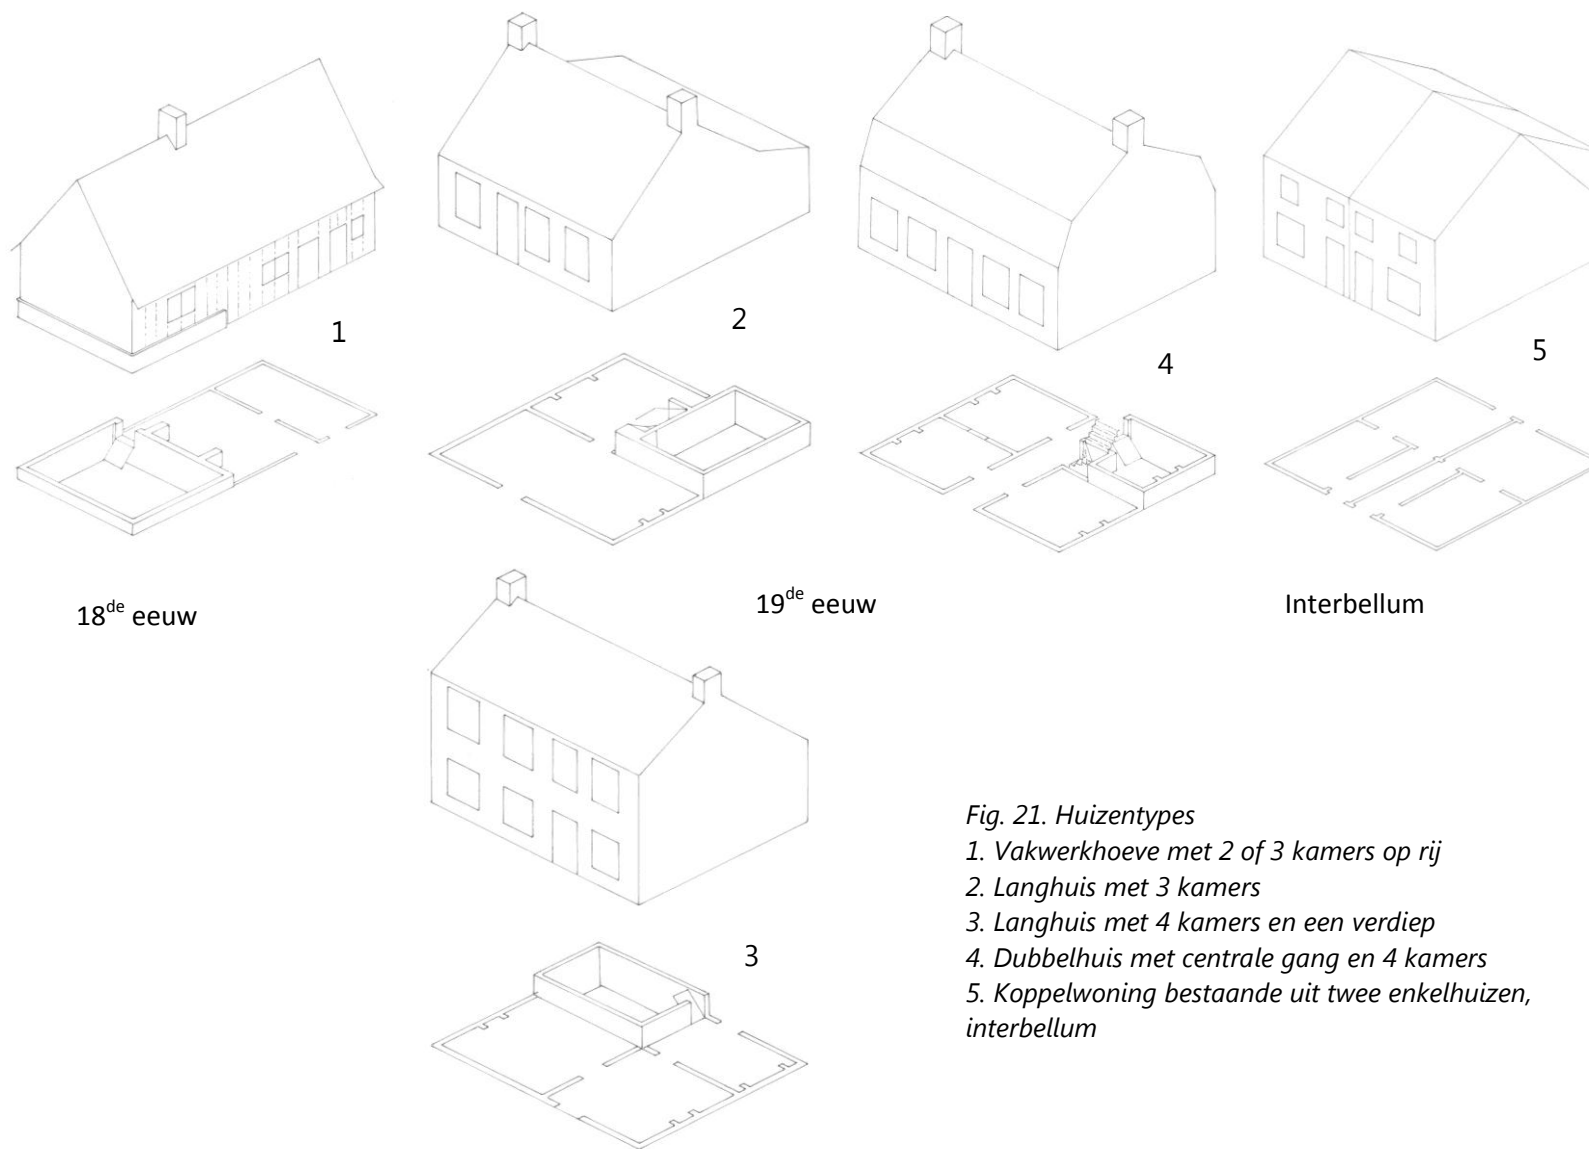 1
2
4
5
18de eeuw
19de eeuw
Interbellum
3
Fig. 21. Huizentypes
1. Vakwerkhoeve met 2 of 3 kamers op rij
2. Langhuis met 3 kamers
3. Langhuis met 4 kamers en een verdiep
4. Dubbelhuis met centrale gang en 4 kamers
5. Koppelwoning bestaande uit twee enkelhuizen,
interbellum